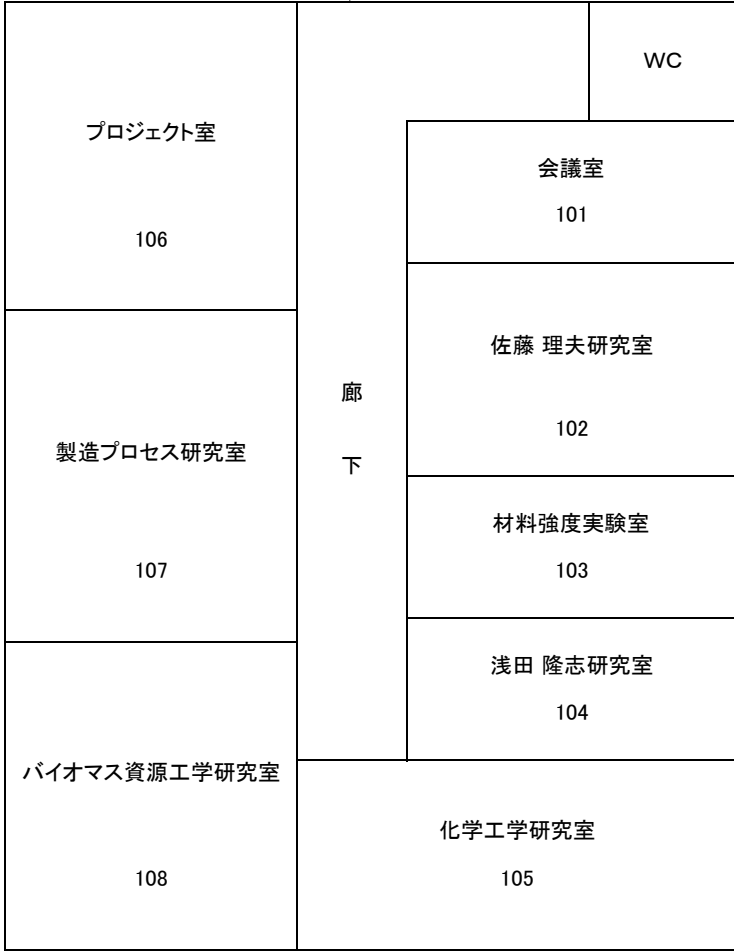 WC
プロジェクト室
106
会議室
101
佐藤 理夫研究室
102
廊
下
製造プロセス研究室
107
材料強度実験室
103
浅田 隆志研究室
104
バイオマス資源工学研究室
108
化学工学研究室
105